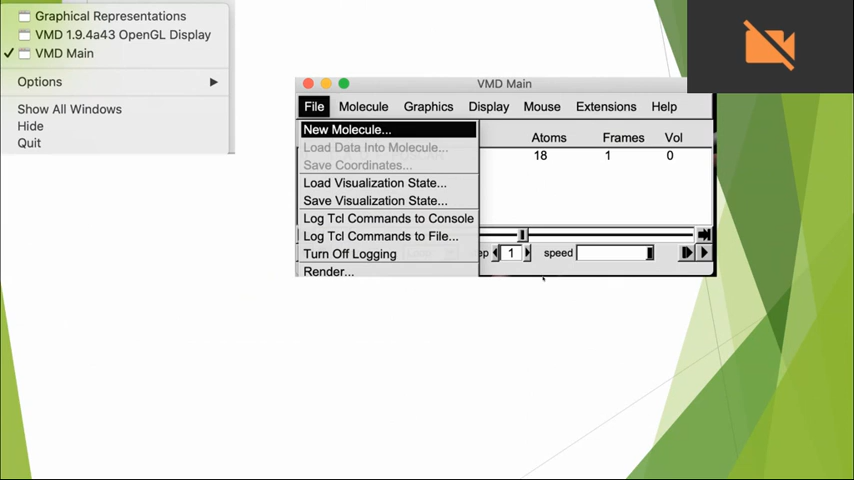 Graphical Representations
VMD 1.9.4a43 OpenGL Display
VMD Main
Options
Show All Windows
Hide
Quit
VMD Main
File Molecule Graphics Display Mouse Extensions Help
Atoms Frames Vol
18 1 0
New Molecule...
Load Data Into Molecule...
Save Coordinates...
Load Visualization State...
Save Visualization State...
Log Tcl Commands to Console
Log Tcl Commands to File...
Turn Off Logging
Render...
ep 1 speed